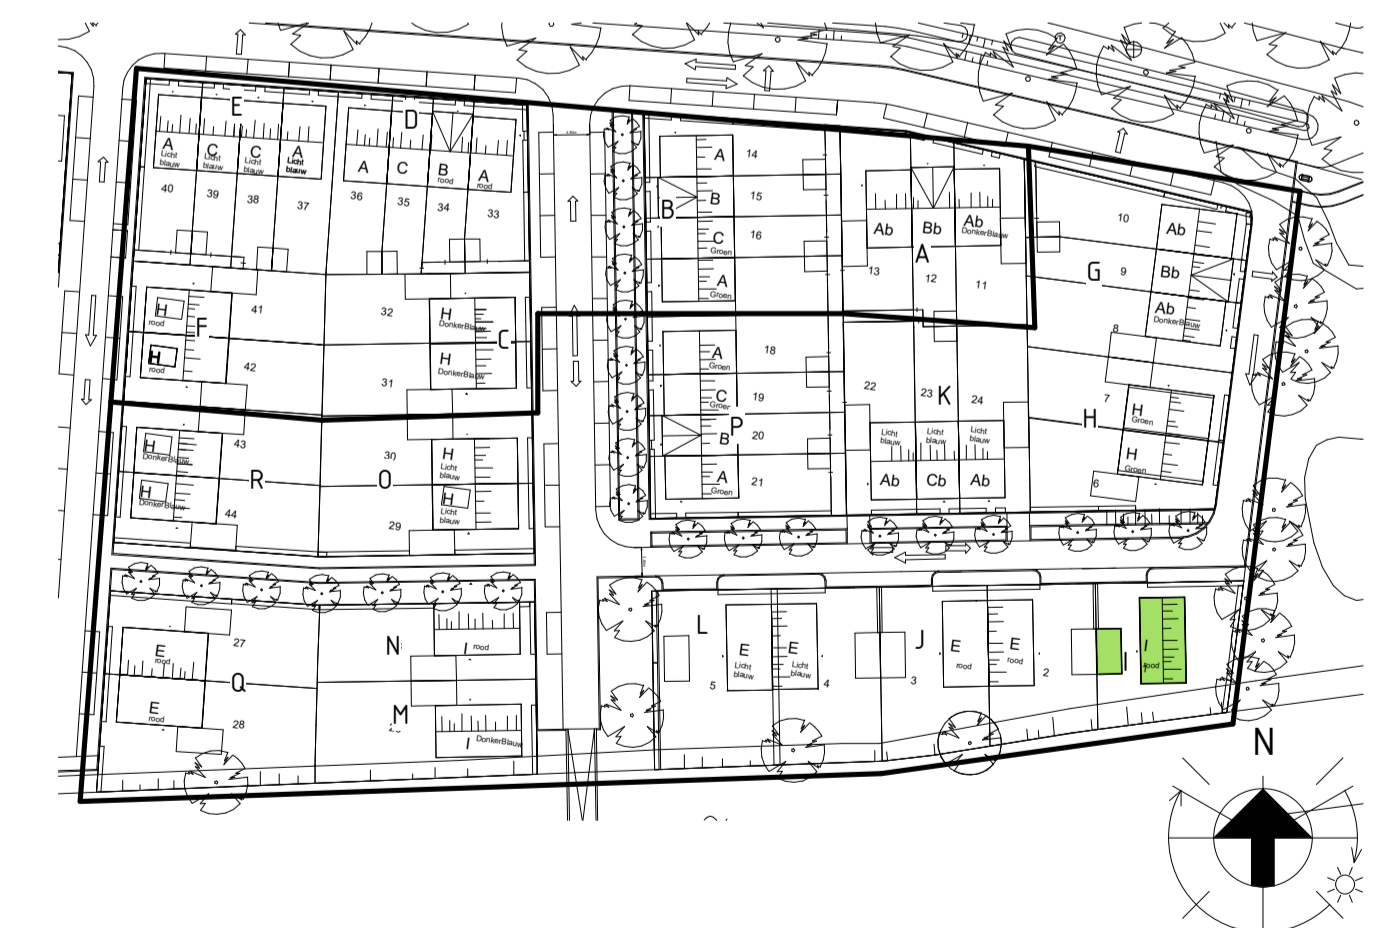 E
D
A
Licht
blauw
C
Licht
blauw
C
Licht
blauw
A
Licht
blauw
A
C
B
rood
A
rood
40
39
38
37
36
35
34
33
B
A
14
B
15
C
Groen
16
A
Groen
Ab
Bb
Ab
DonkerBlauw
A
13
12
11
10
Ab
G
9
Bb
Ab
DonkerBlauw
8
H
rood
F
H
rood
41
42
32
31
H
DonkerBlauw
H
DonkerBlauw
C
A
Groen
18
C
Groen
19
P
B
20
A
Groen
21
22
23
K
24
Licht
blauw
Licht
blauw
Licht
blauw
Ab
Cb
Ab
7
H
H
Groen
H
Groen
6
H
DonkerBlauw
H
DonkerBlauw
43
R
44
30
O
29
H
Licht
blauw
H
Licht
blauw
E
rood
E
rood
27
Q
28
N
I rood
M
I DonkerBlauw
L
5
E
Licht
blauw
E
Licht
blauw
4
J
3
E
rood
E
rood
2
I
I
rood
N